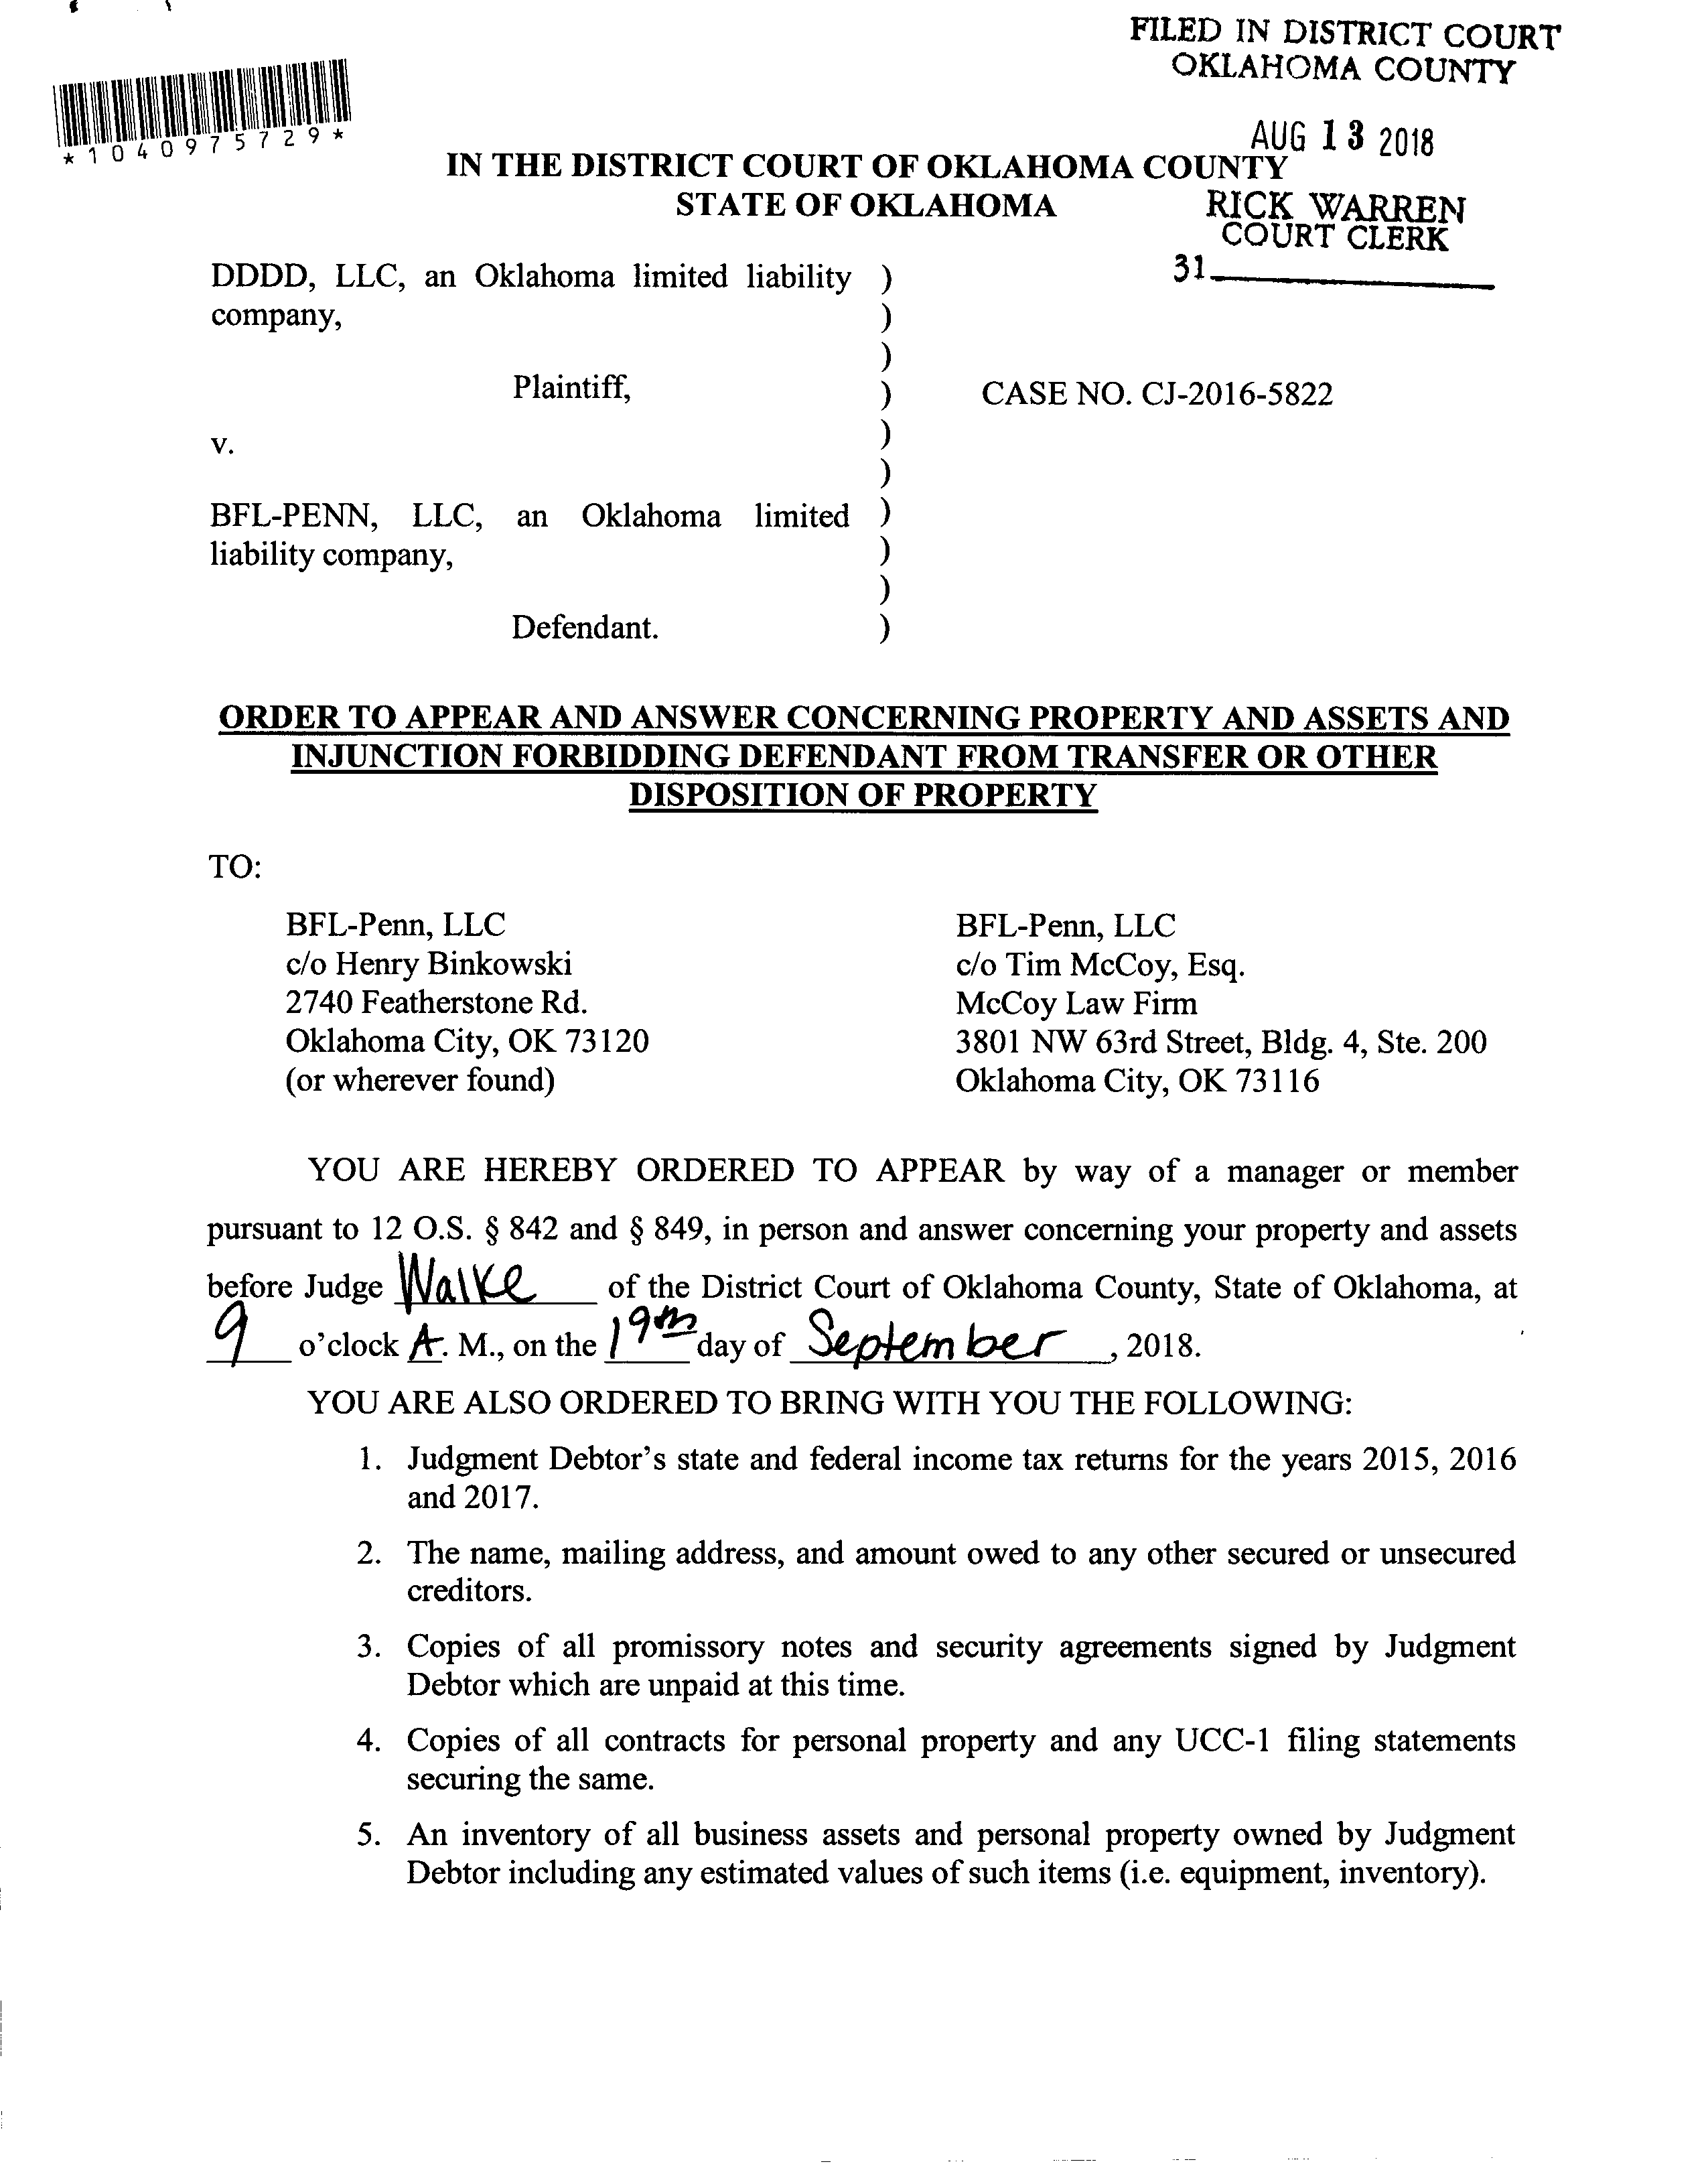 FILED IN DISTRICT COURT
OKLAHOMA COUNTY
*1040975729*
AUG 13 2018
IN THE DISTRICT COURT OF OKLAHOMA COUNTY
STATE OF OKLAHOMA
RICK WARREN
COURT CLERK
31
DDDD, LLC, an Oklahoma limited liability )
company, )
)
Plaintiff, ) CASE NO. CJ-2016-5822
v. )
)
BFL-PENN, LLC, an Oklahoma limited )
liability company, )
)
Defendant. )
ORDER TO APPEAR AND ANSWER CONCERNING PROPERTY AND ASSETS AND
INJUNCTION FORBIDDING DEFENDANT FROM TRANSFER OR OTHER
DISPOSITION OF PROPERTY
TO:
BFL-Penn, LLC
c/o Henry Binkowski
2740 Featherstone Rd.
Oklahoma City, OK 73120
(or wherever found)
BFL-Penn, LLC
c/o Tim McCoy, Esq.
McCoy Law Firm
3801 NW 63rd Street, Bldg. 4, Ste. 200
Oklahoma City, OK 73116
YOU ARE HEREBY ORDERED TO APPEAR by way of a manager or member
pursuant to 12 O.S. § 842 and § 849, in person and answer concerning your property and assets
before Judge Walke of the District Court of Oklahoma County, State of Oklahoma, at
9 o'clock A. M., on the 19th day of September, 2018.
YOU ARE ALSO ORDERED TO BRING WITH YOU THE FOLLOWING:
1. Judgment Debtor's state and federal income tax returns for the years 2015, 2016
and 2017.
2. The name, mailing address, and amount owed to any other secured or unsecured
creditors.
3. Copies of all promissory notes and security agreements signed by Judgment
Debtor which are unpaid at this time.
4. Copies of all contracts for personal property and any UCC-1 filing statements
securing the same.
5. An inventory of all business assets and personal property owned by Judgment
Debtor including any estimated values of such items (i.e. equipment, inventory).